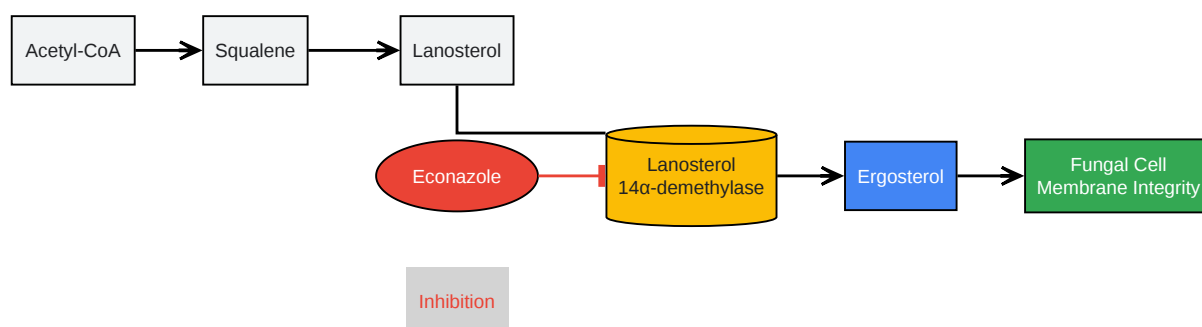 Acetyl-CoA
Squalene
Lanosterol
Econazole
Lanosterol
14α-demethylase
Ergosterol
Fungal Cell
Membrane Integrity
Inhibition